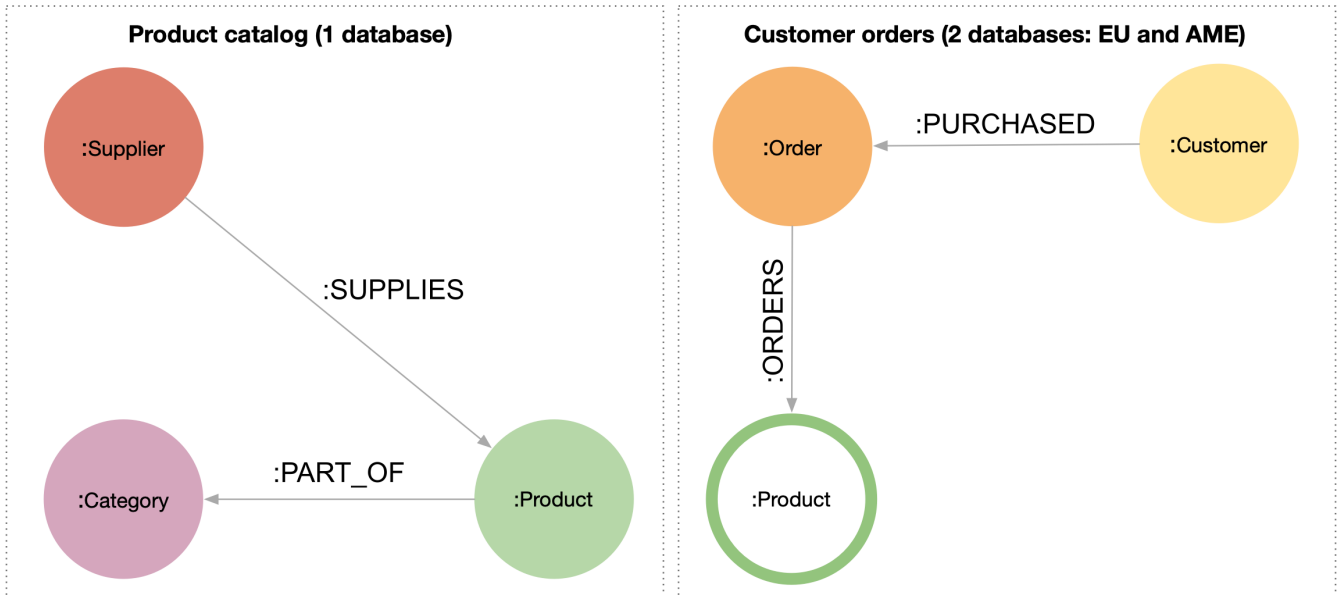 Product catalog (1 database)
:Supplier
:SUPPLIES
:PART_OF
:Category
:Product
Customer orders (2 databases: EU and AME)
:PURCHASED
:Order
:Customer
:ORDERS
:Product